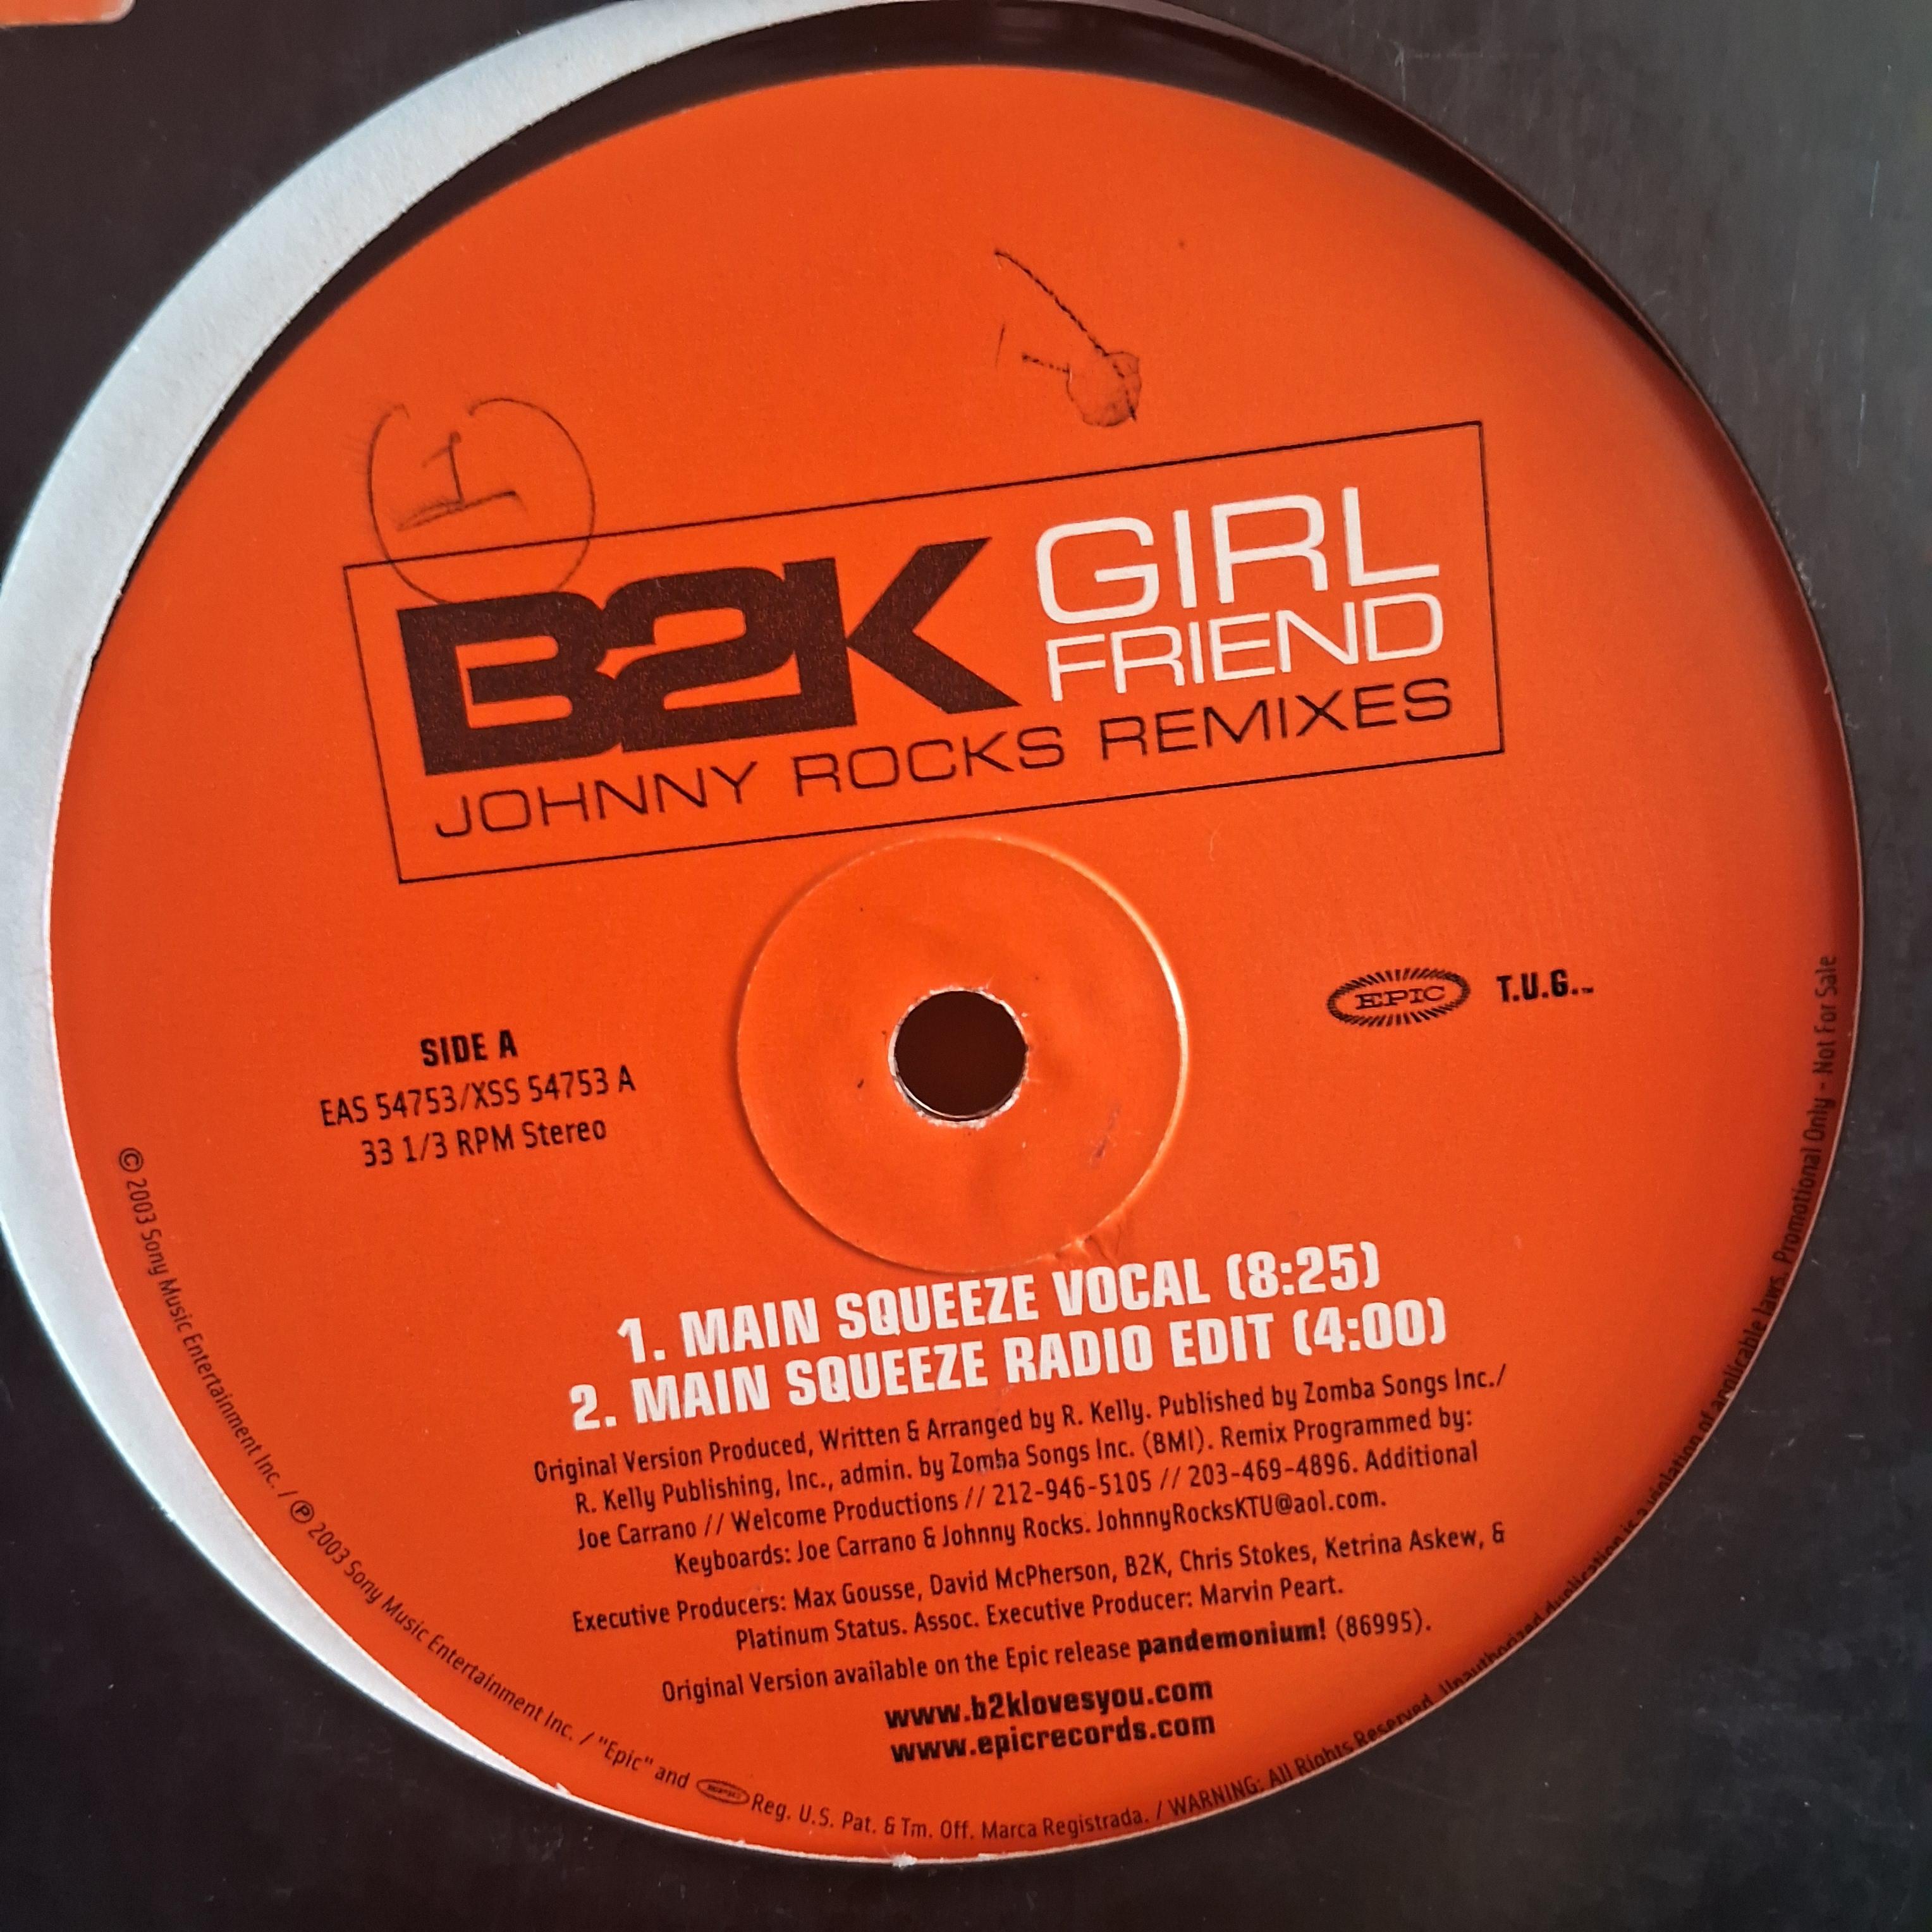 1
B2K
GIRL
FRIEND
JOHNNY ROCKS REMIXES
EPIC T.U.G.™
SIDE A
EAS 54753/XSS 54753 A
33 1/3 RPM Stereo
1. MAIN SQUEEZE VOCAL (8:25)
2. MAIN SQUEEZE RADIO EDIT (4:00)
Original Version Produced, Written & Arranged by R. Kelly. Published by Zomba Songs Inc./
R. Kelly Publishing, Inc., admin. by Zomba Songs Inc. (BMI). Remix Programmed by:
Joe Carrano // Welcome Productions // 212-946-5105 // 203-469-4896. Additional
Keyboards: Joe Carrano & Johnny Rocks. JohnnyRocksKTU@aol.com.
Executive Producers: Max Gousse, David McPherson, B2K, Chris Stokes, Ketrina Askew, &
Platinum Status. Assoc. Executive Producer: Marvin Peart.
Original Version available on the Epic release pandemonium! (86995).
www.b2klovesyou.com
www.epicrecords.com
© 2003 Sony Music Entertainment Inc. / ℗ 2003 Sony Music Entertainment Inc. / "Epic" and EPIC Reg. U.S. Pat. & Tm. Off. Marca Registrada. / WARNING: All Rights Reserved. Unauthorized duplication is a violation of applicable laws. Promotional Only - Not For Sale